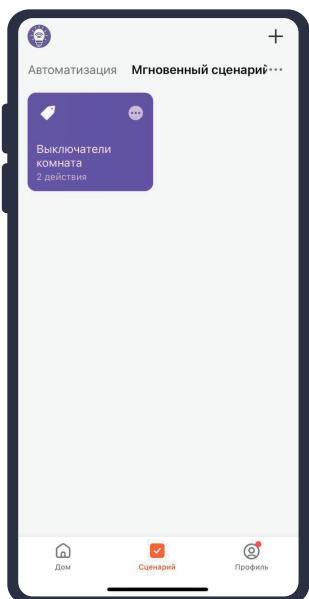 Автоматизация Мгновенный сценарий
Выключатели
комната
2 действия
Дом Сценарий Профиль